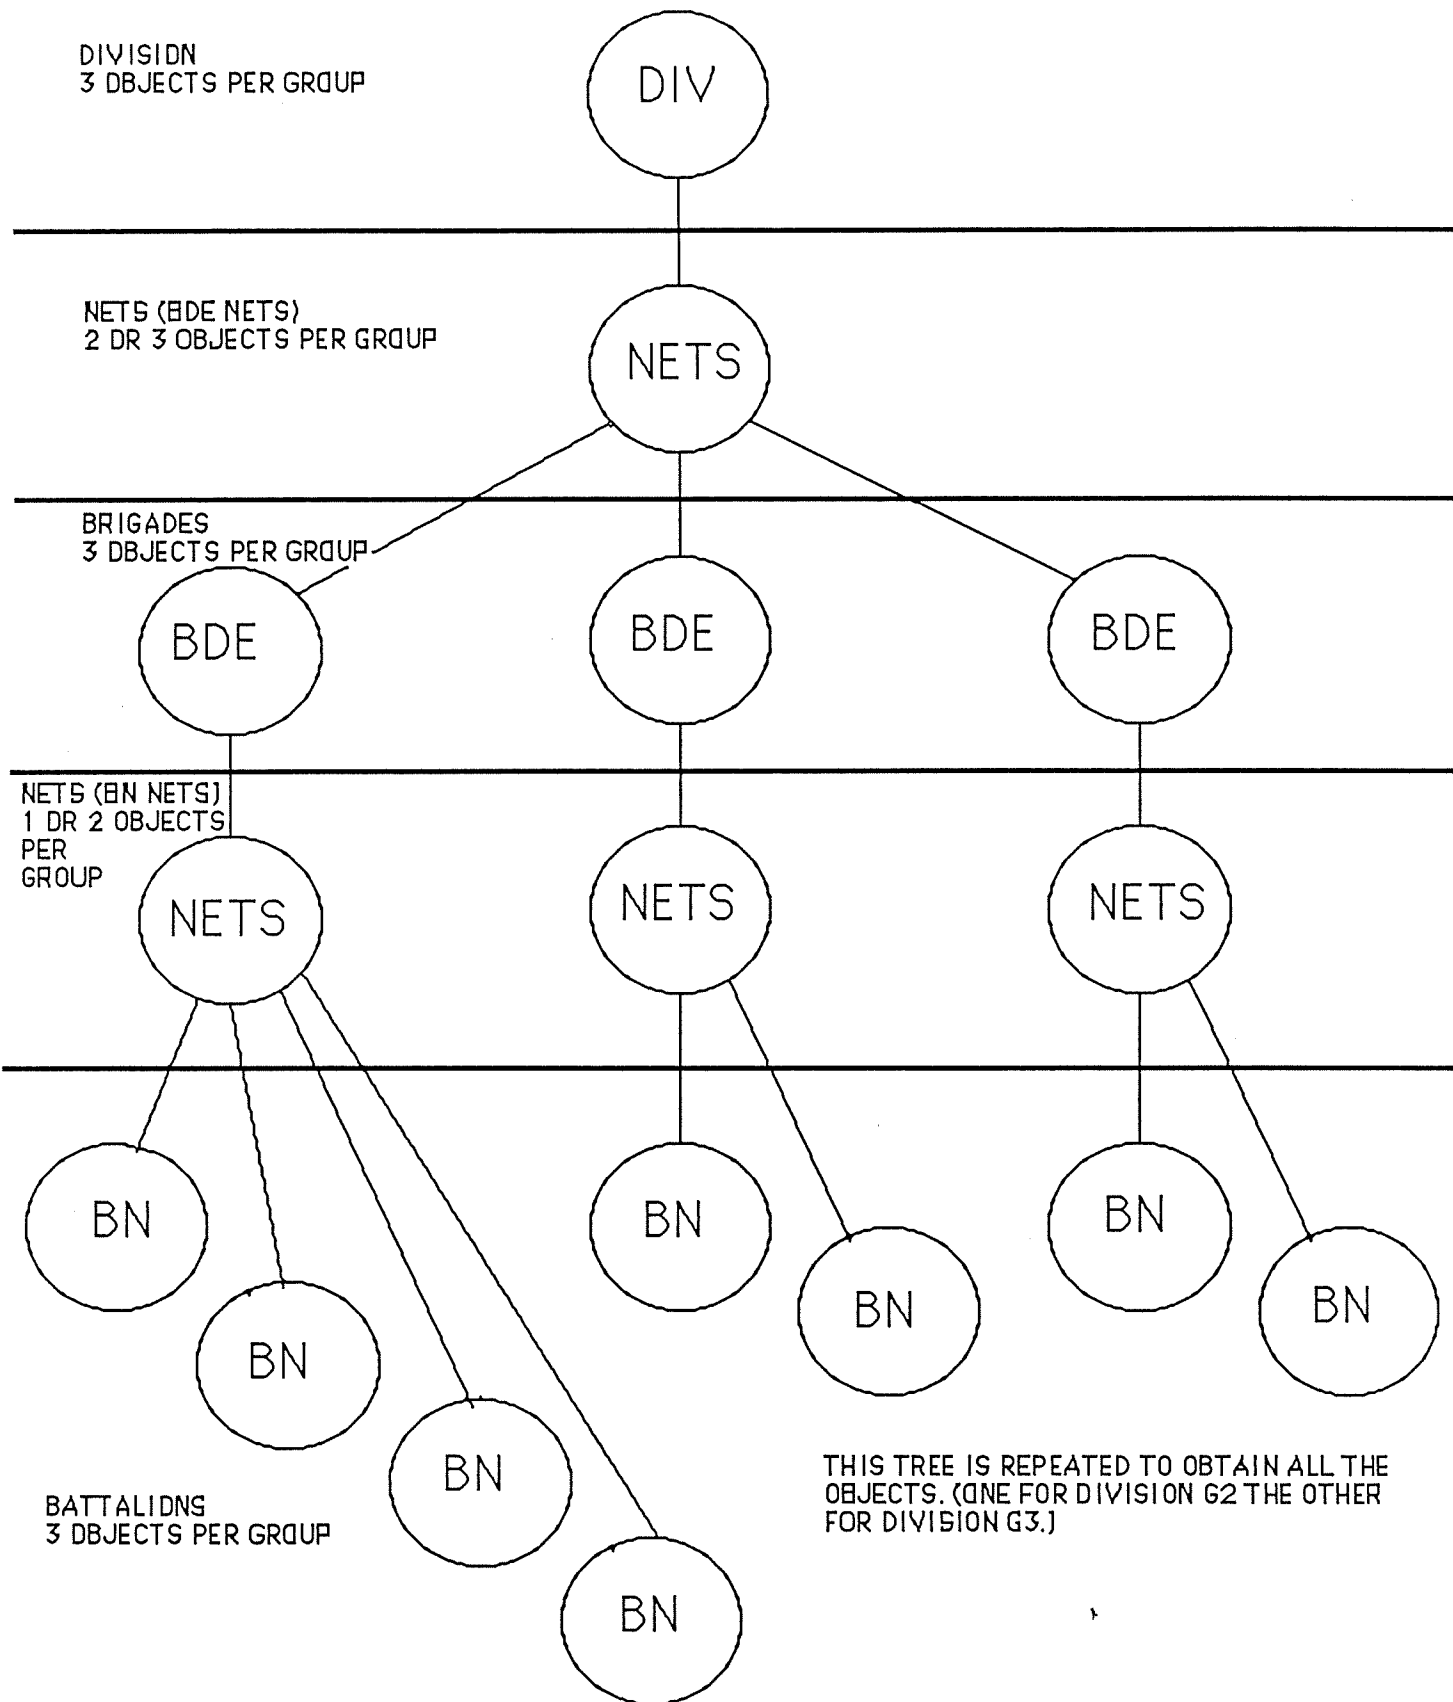 DIVISION
3 OBJECTS PER GROUP
DIV
NETS (BDE NETS)
2 OR 3 OBJECTS PER GROUP
NETS
BRIGADES
3 OBJECTS PER GROUP
BDE
BDE
BDE
NETS (BN NETS)
1 OR 2 OBJECTS
PER
GROUP
NETS
NETS
NETS
BN
BN
BN
BN
BN
BN
BN
BN
BATTALIONS
3 OBJECTS PER GROUP
THIS TREE IS REPEATED TO OBTAIN ALL THE
OBJECTS. (ONE FOR DIVISION G2 THE OTHER
FOR DIVISION G3.)